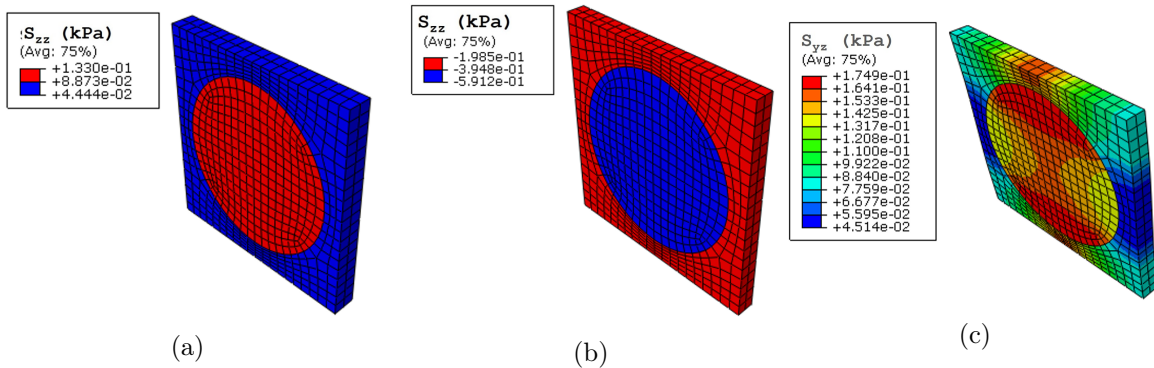 S_zz (kPa)
(Avg: 75%)
+1.330e-01
+8.873e-02
+4.444e-02
(a)
S_zz (kPa)
(Avg: 75%)
-1.985e-01
-3.948e-01
-5.912e-01
(b)
S_yz (kPa)
(Avg: 75%)
+1.749e-01
+1.641e-01
+1.533e-01
+1.425e-01
+1.317e-01
+1.208e-01
+1.100e-01
+9.922e-02
+8.840e-02
+7.759e-02
+6.677e-02
+5.595e-02
+4.514e-02
(c)